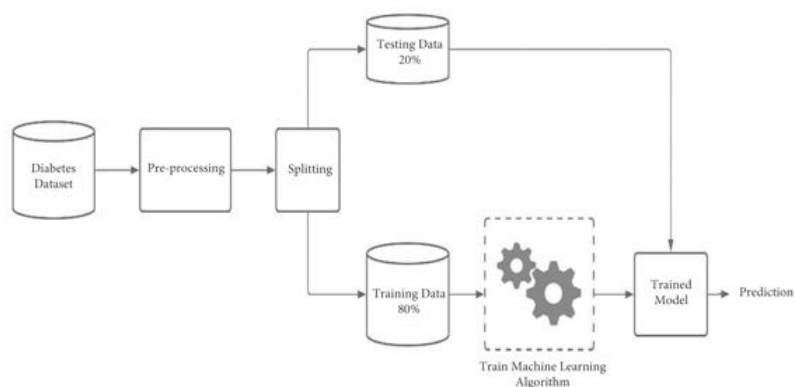 Testing Data
20%
Diabetes
Dataset
Pre-processing
Splitting
Training Data
80%
Train Machine Learning
Algorithm
Trained
Model
Prediction